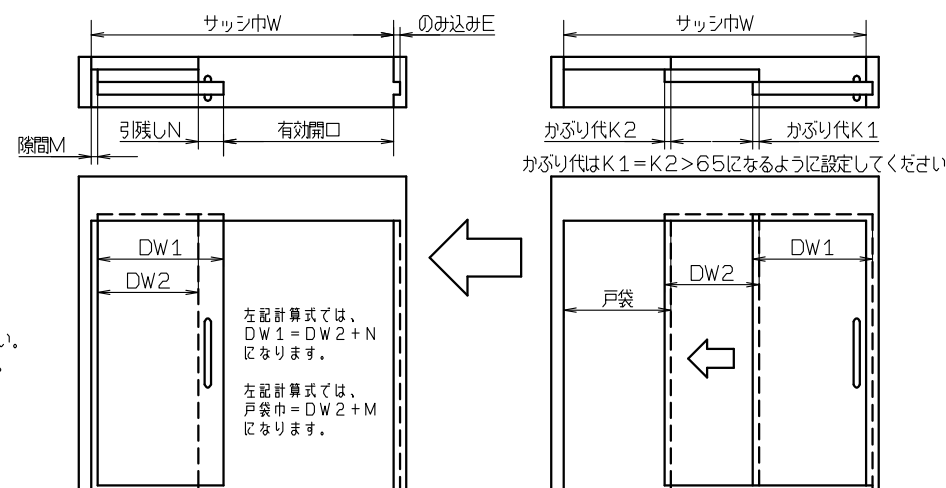 サッシ巾W
のみ込みE
サッシ巾W
引残しN
有効開口
隙間M
かぶり代K2
かぶり代K1
かぶり代はK1=K2>65になるように設定してください
DW1
DW2
DW1
DW2
戸袋
左記計算式では、
DW1=DW2+N
になります。
左記計算式では、
戸袋巾=DW2+M
になります。
い。
。